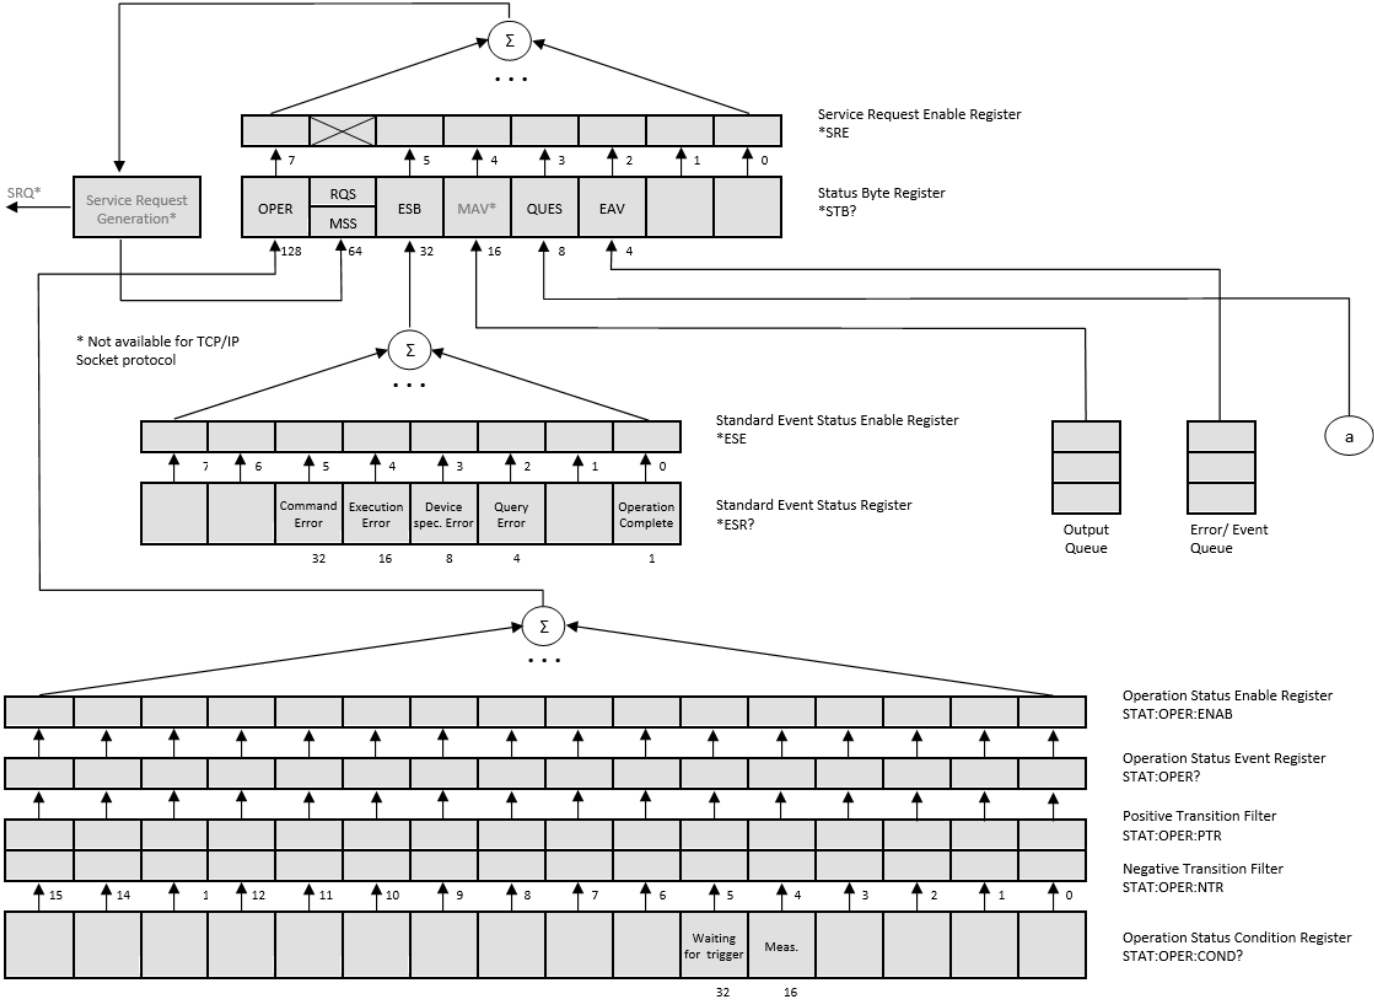 Σ
. . .
Service Request Enable Register
*SRE
7 5 4 3 2 1 0
SRQ*
Service Request
Generation*
OPER
RQS
MSS
ESB
MAV*
QUES
EAV
Status Byte Register
*STB?
128 64 32 16 8 4
* Not available for TCP/IP
Socket protocol
Σ
. . .
Standard Event Status Enable Register
*ESE
7 6 5 4 3 2 1 0
Command
Error
Execution
Error
Device
spec. Error
Query
Error
Operation
Complete
Standard Event Status Register
*ESR?
32 16 8 4 1
Output
Queue
Error/ Event
Queue
a
Σ
. . .
Operation Status Enable Register
STAT:OPER:ENAB
Operation Status Event Register
STAT:OPER?
Positive Transition Filter
STAT:OPER:PTR
Negative Transition Filter
STAT:OPER:NTR
15 14 1 12 11 10 9 8 7 6 5 4 3 2 1 0
Waiting
for trigger
Meas.
Operation Status Condition Register
STAT:OPER:COND?
32 16